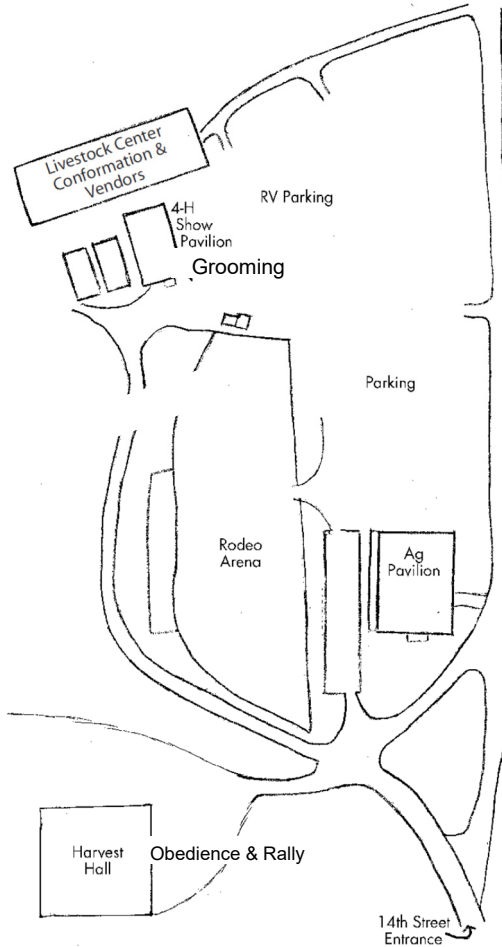 Livestock Center
Conformation &
Vendors
RV Parking
4-H
Show
Pavilion
Grooming
Parking
Rodeo
Arena
Ag
Pavilion
Harvest
Hall
Obedience & Rally
14th Street
Entrance